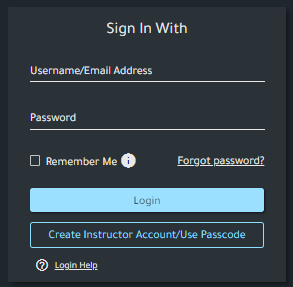 Sign In With
Username/Email Address
Password
Remember Me i Forgot password?
Login
Create Instructor Account/Use Passcode
? Login Help